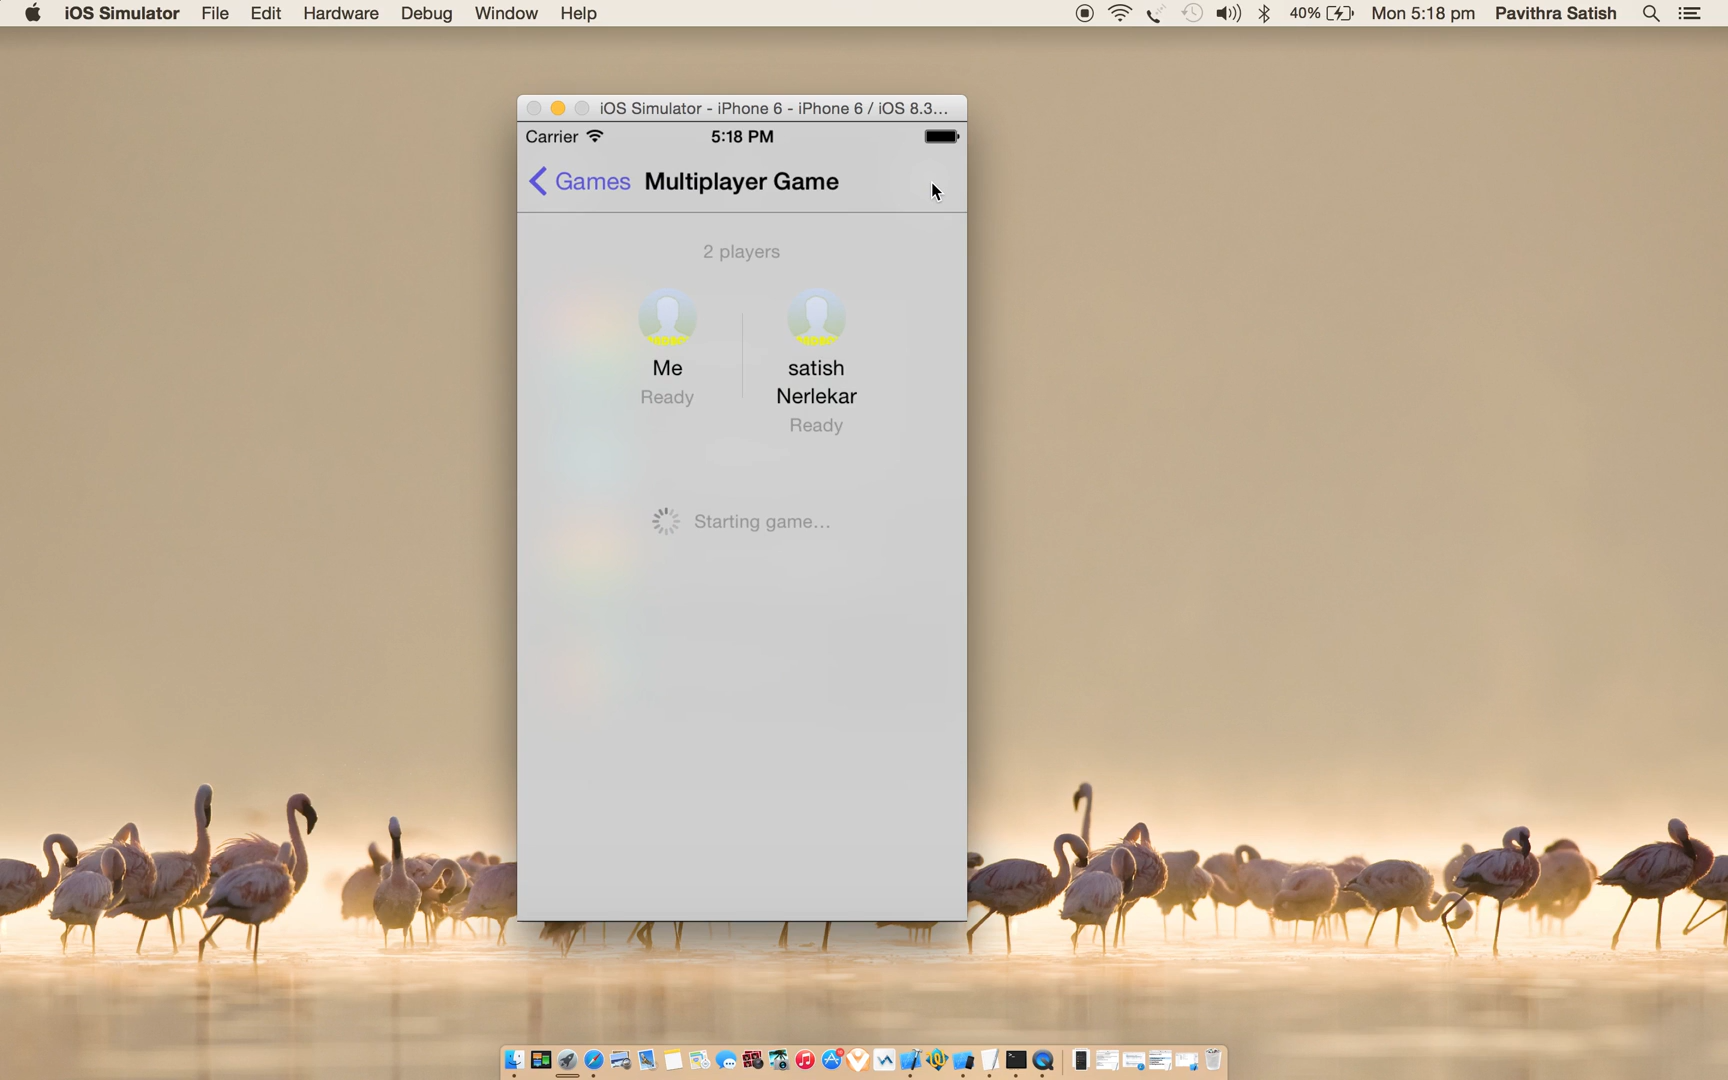 iOS Simulator File Edit Hardware Debug Window Help 40% Mon 5:18 pm Pavithra Satish
iOS Simulator - iPhone 6 - iPhone 6 / iOS 8.3...
Carrier 5:18 PM
Games Multiplayer Game
2 players
Me
Ready
satish
Nerlekar
Ready
Starting game...